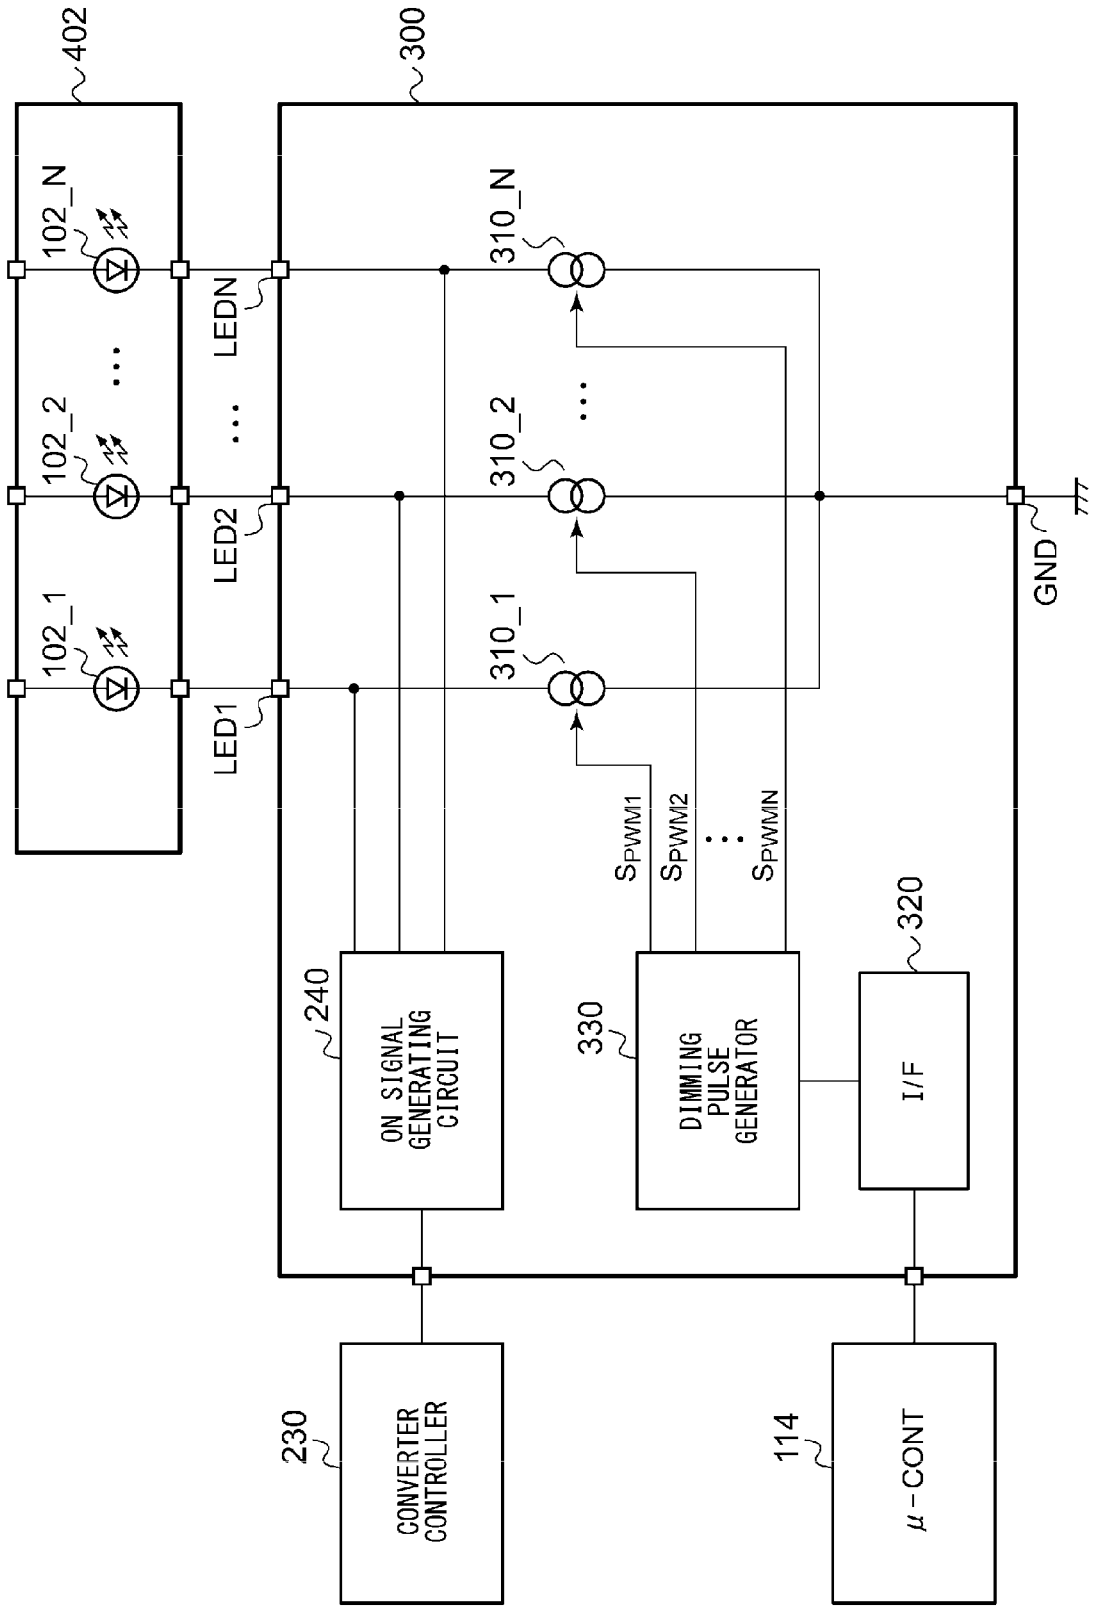 402
102_1
102_2
...
102_N
300
LED1
LED2
...
LEDN
240
ON SIGNAL
GENERATING
CIRCUIT
310_1
310_2
...
310_N
230
CONVERTER
CONTROLLER
330
DIMMING
PULSE
GENERATOR
SPWM1
SPWM2
...
SPWMN
320
I/F
114
μ-CONT
GND